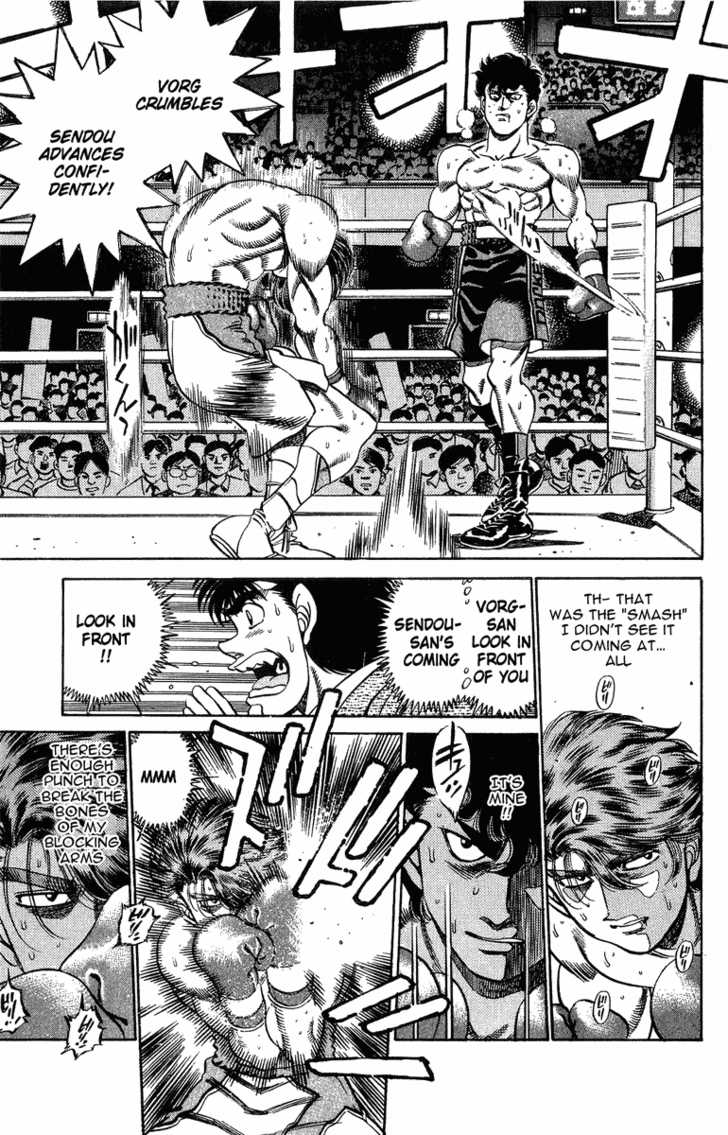 VORG
CRUMBLES
SENDOU
ADVANCES
CONFI-
DENTLY!
TH- THAT
WAS THE "SMASH"
I DIDN'T SEE IT
COMING AT...
ALL
VORG-
SAN
LOOK IN
FRONT
OF YOU
SENDOU-
SAN'S
COMING
LOOK IN
FRONT
!!
IT'S
MINE
!!
MMM
THERE'S
ENOUGH
PUNCH TO
BREAK THE
BONES
OF MY
BLOCKING
ARMS